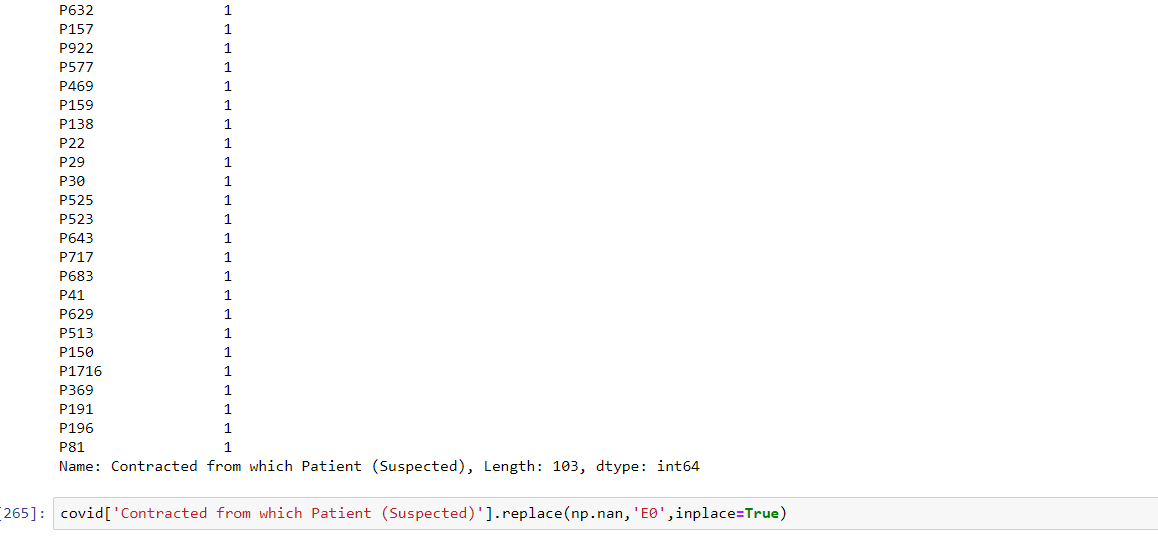 P632 1
P157 1
P922 1
P577 1
P469 1
P159 1
P138 1
P22 1
P29 1
P30 1
P525 1
P523 1
P643 1
P717 1
P683 1
P41 1
P629 1
P513 1
P150 1
P1716 1
P369 1
P191 1
P196 1
P81 1
Name: Contracted from which Patient (Suspected), Length: 103, dtype: int64
[265]: covid['Contracted from which Patient (Suspected)'].replace(np.nan,'E0',inplace=True)